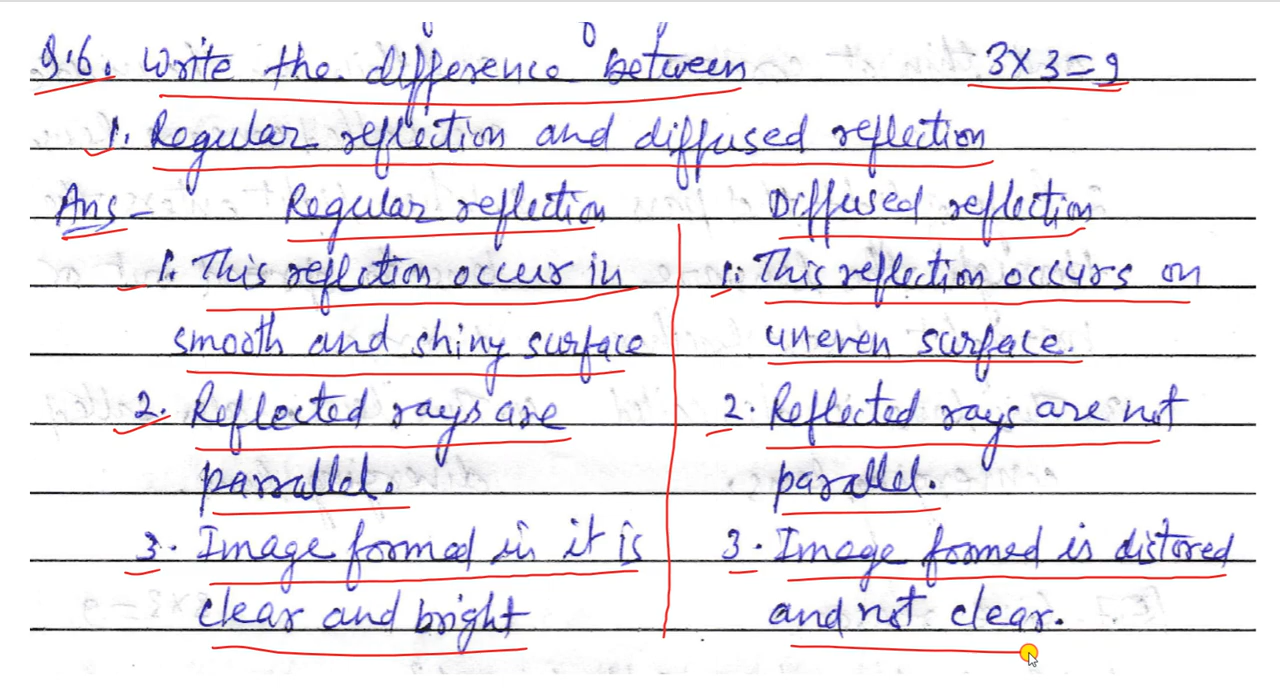 Q.6. Write the difference between 3×3=9
1. Regular reflection and diffused reflection
Ans - Regular reflection Diffused reflection
1. This reflection occur in 1. This reflection occurs on
smooth and shiny surface uneven surface.
2. Reflected rays are 2. Reflected rays are not
parrallel. parallel.
3. Image formed in it is 3. Image formed is distored
clear and bright and not clear.